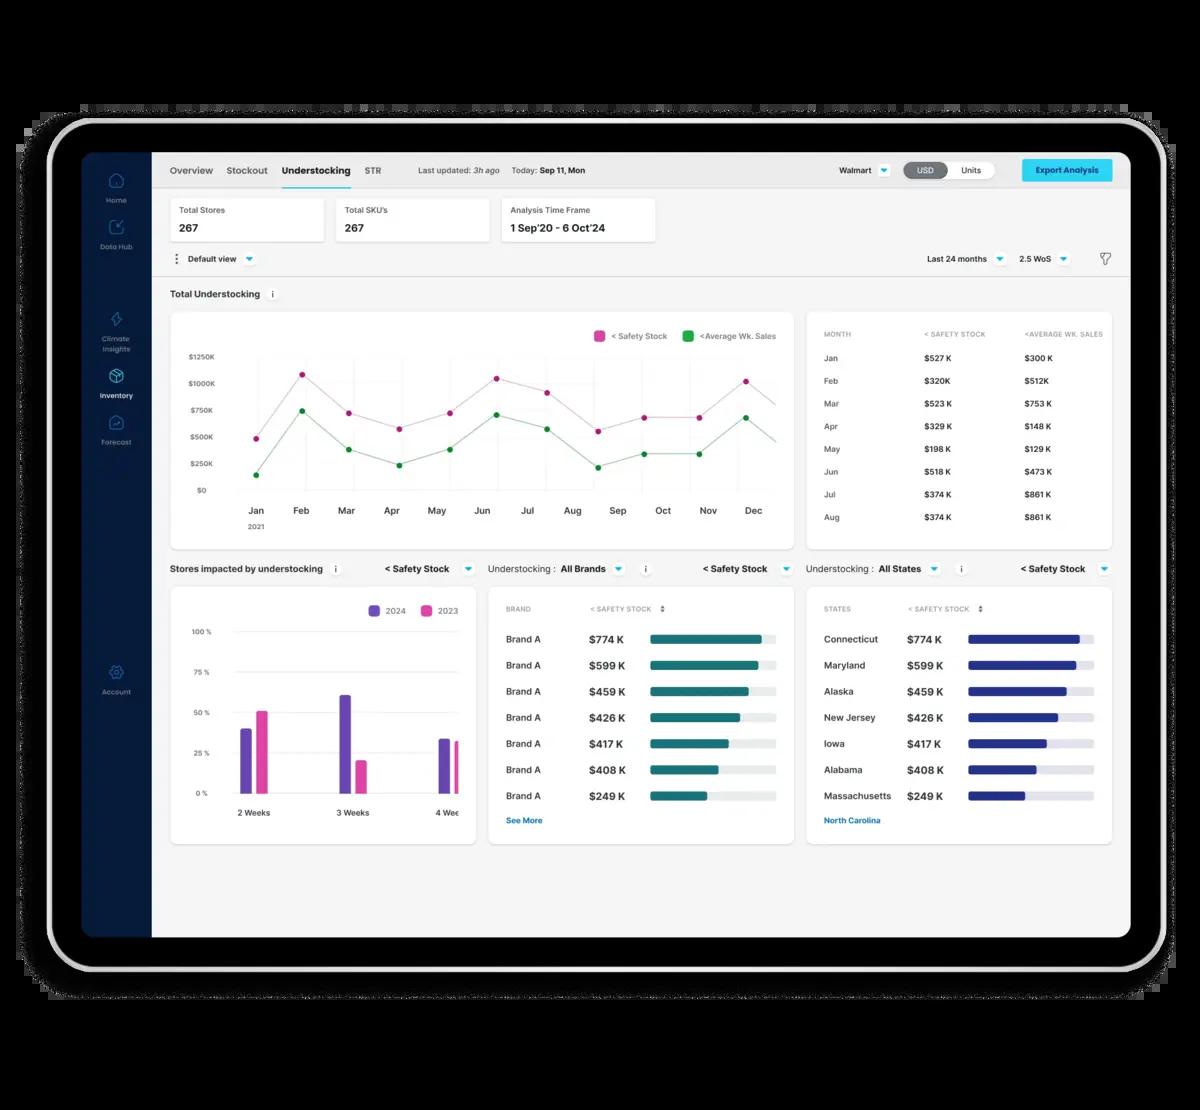 Overview Stockout Understocking STR Last updated: 3h ago Today: Sep 11, Mon Walmart USD Units Export Analysis
Home
Data Hub
Climate
Insights
Inventory
Forecast
Account
Total Stores
267
Total SKU's
267
Analysis Time Frame
1 Sep'20 - 6 Oct'24
Default view Last 24 months 2.5 WoS
Total Understocking i
< Safety Stock <Average Wk. Sales
$1250K
$1000K
$750K
$500K
$250K
$0
Jan Feb Mar Apr May Jun Jul Aug Sep Oct Nov Dec
2021
MONTH < SAFETY STOCK <AVERAGE WK. SALES
Jan $527 K $300 K
Feb $320K $512K
Mar $523 K $753 K
Apr $329 K $148 K
May $198 K $129 K
Jun $518 K $473 K
Jul $374 K $861 K
Aug $374 K $861 K
Stores impacted by understocking i < Safety Stock
2024 2023
100 %
75 %
50 %
25 %
0 %
2 Weeks 3 Weeks 4 Wee
Understocking : All Brands i < Safety Stock
BRAND < SAFETY STOCK
Brand A $774 K
Brand A $599 K
Brand A $459 K
Brand A $426 K
Brand A $417 K
Brand A $408 K
Brand A $249 K
See More
Understocking : All States i < Safety Stock
STATES < SAFETY STOCK
Connecticut $774 K
Maryland $599 K
Alaska $459 K
New Jersey $426 K
Iowa $417 K
Alabama $408 K
Massachusetts $249 K
North Carolina